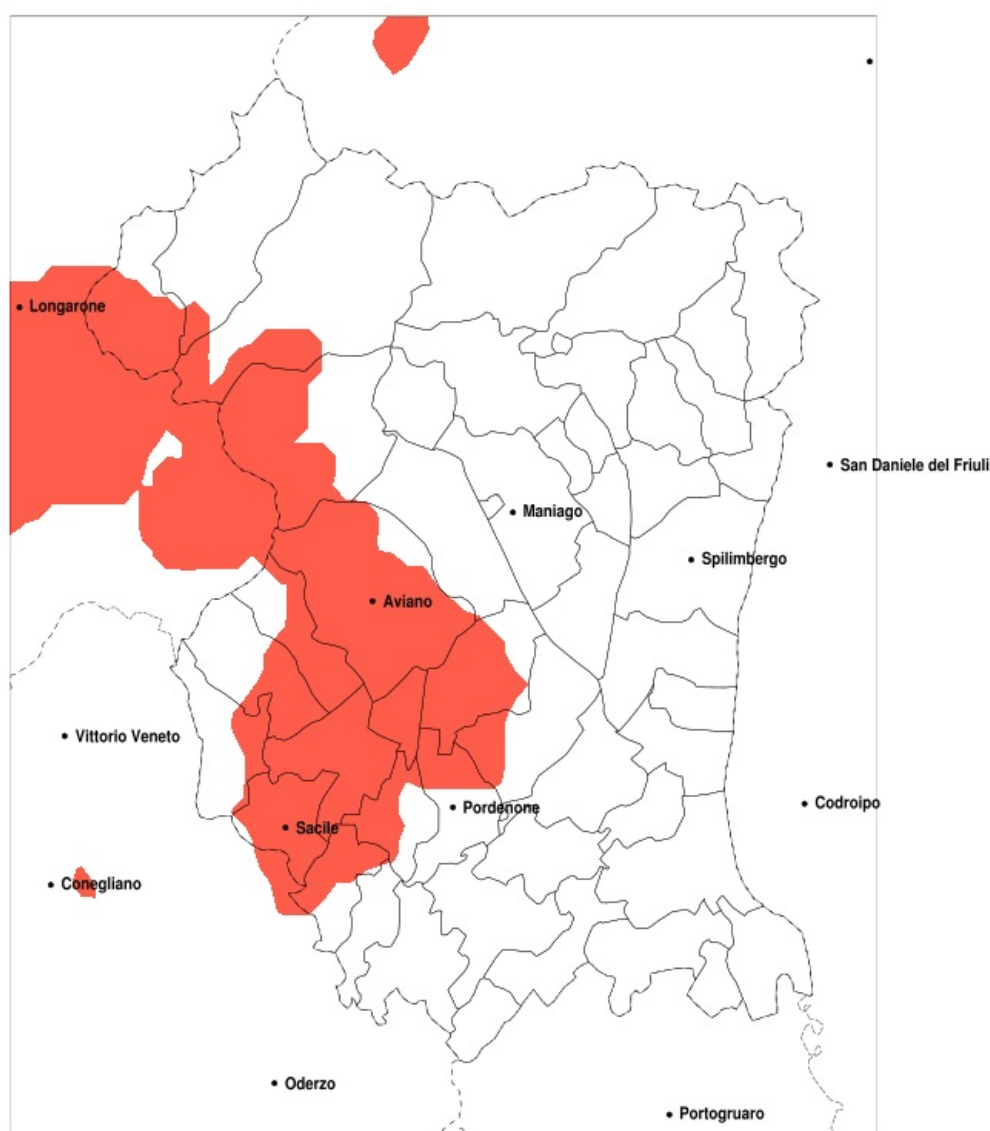 Longarone
San Daniele del Friuli
Maniago
Spilimbergo
Aviano
Vittorio Veneto
Codroipo
Pordenone
Sacile
Conegliano
Oderzo
Portogruaro